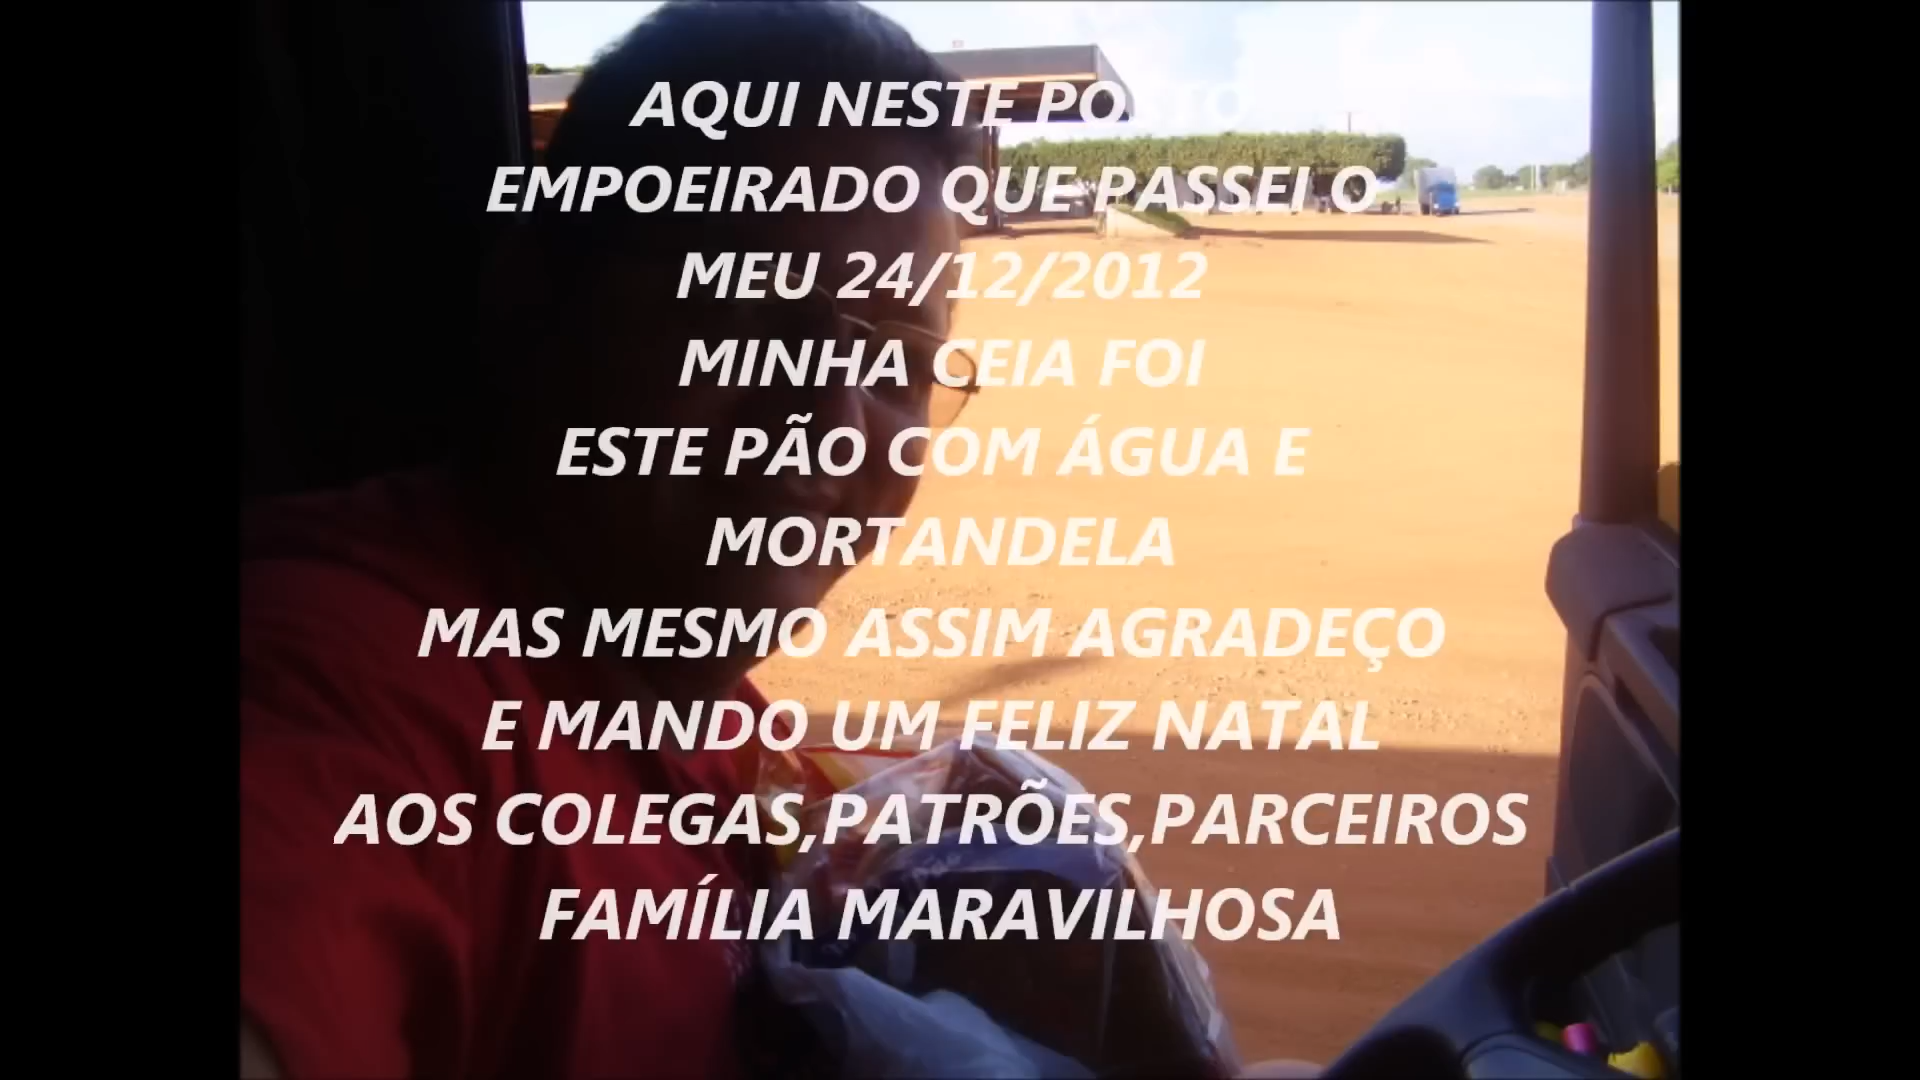 AQUI NESTE POSTO
EMPOEIRADO QUE PASSEI O
MEU 24/12/2012
MINHA CEIA FOI
ESTE PÃO COM ÁGUA E
MORTANDELA
MAS MESMO ASSIM AGRADEÇO
E MANDO UM FELIZ NATAL
AOS COLEGAS,PATRÕES,PARCEIROS
FAMÍLIA MARAVILHOSA